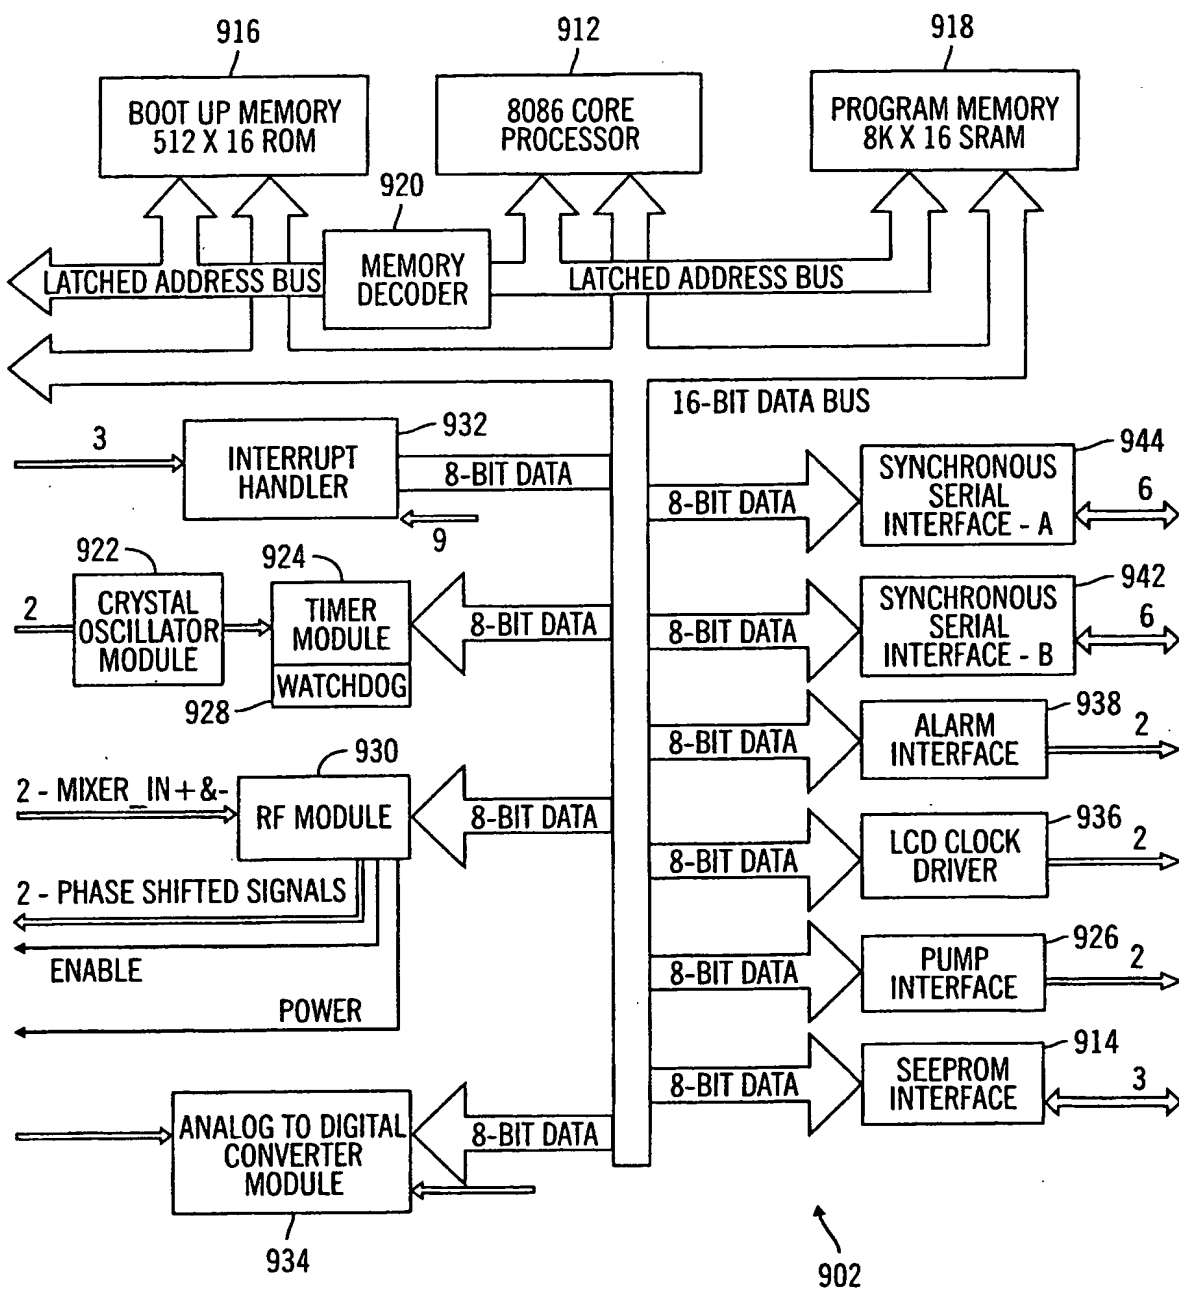 916
912
918
BOOT UP MEMORY
512 X 16 ROM
8086 CORE
PROCESSOR
PROGRAM MEMORY
8K X 16 SRAM
920
MEMORY
DECODER
LATCHED ADDRESS BUS
LATCHED ADDRESS BUS
16-BIT DATA BUS
3
932
INTERRUPT
HANDLER
8-BIT DATA
9
922
2
CRYSTAL
OSCILLATOR
MODULE
924
TIMER
MODULE
WATCHDOG
928
8-BIT DATA
930
2 - MIXER_IN+&-
RF MODULE
8-BIT DATA
2 - PHASE SHIFTED SIGNALS
ENABLE
POWER
ANALOG TO DIGITAL
CONVERTER
MODULE
8-BIT DATA
934
8-BIT DATA
SYNCHRONOUS
SERIAL
INTERFACE - A
944
6
8-BIT DATA
SYNCHRONOUS
SERIAL
INTERFACE - B
942
6
8-BIT DATA
ALARM
INTERFACE
938
2
8-BIT DATA
LCD CLOCK
DRIVER
936
2
8-BIT DATA
PUMP
INTERFACE
926
2
8-BIT DATA
SEEPROM
INTERFACE
914
3
902